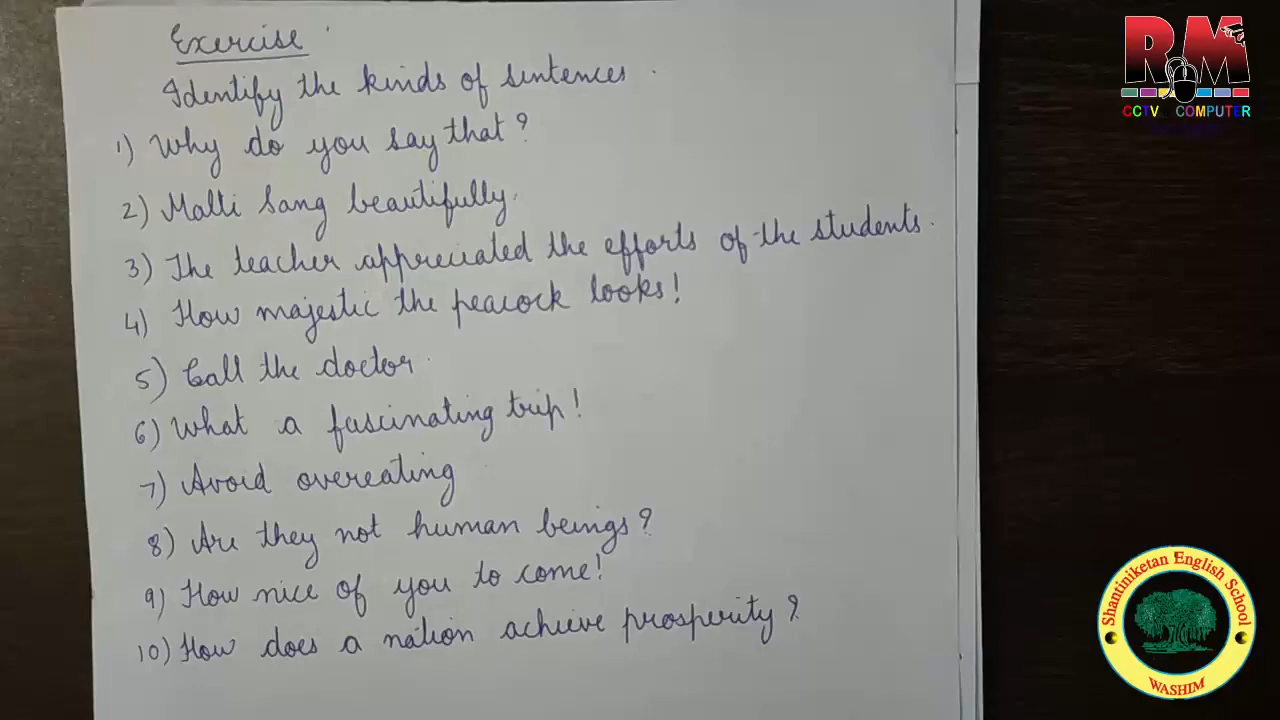 Exercise
Identify the kinds of sentences.
1) Why do you say that?
2) Malti sang beautifully.
3) The teacher appreciated the efforts of the students.
4) How majestic the peacock looks!
5) Call the doctor.
6) What a fascinating trip!
7) Avoid overeating
8) Are they not human beings?
9) How nice of you to come!
10) How does a nation achieve prosperity?
RM
CCTV COMPUTER
Shantiniketan English School
WASHIM